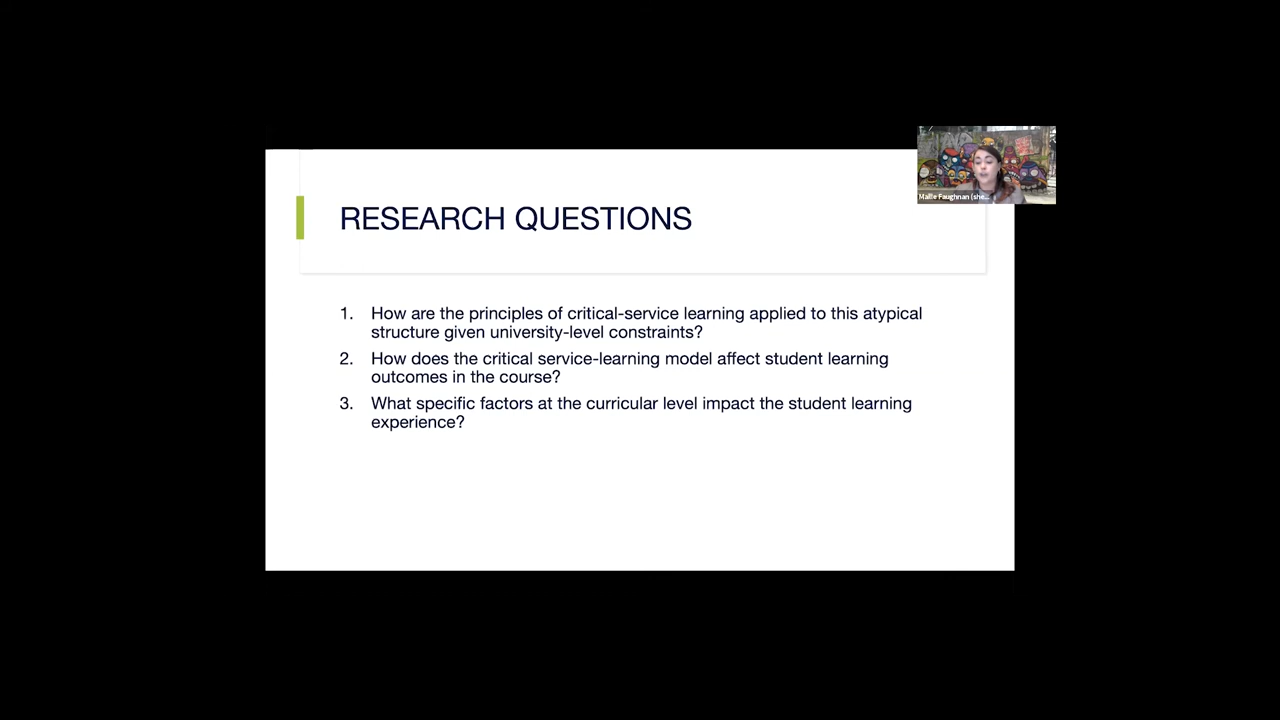 Maille Faughnan (she...
RESEARCH QUESTIONS
1. How are the principles of critical-service learning applied to this atypical
structure given university-level constraints?
2. How does the critical service-learning model affect student learning
outcomes in the course?
3. What specific factors at the curricular level impact the student learning
experience?